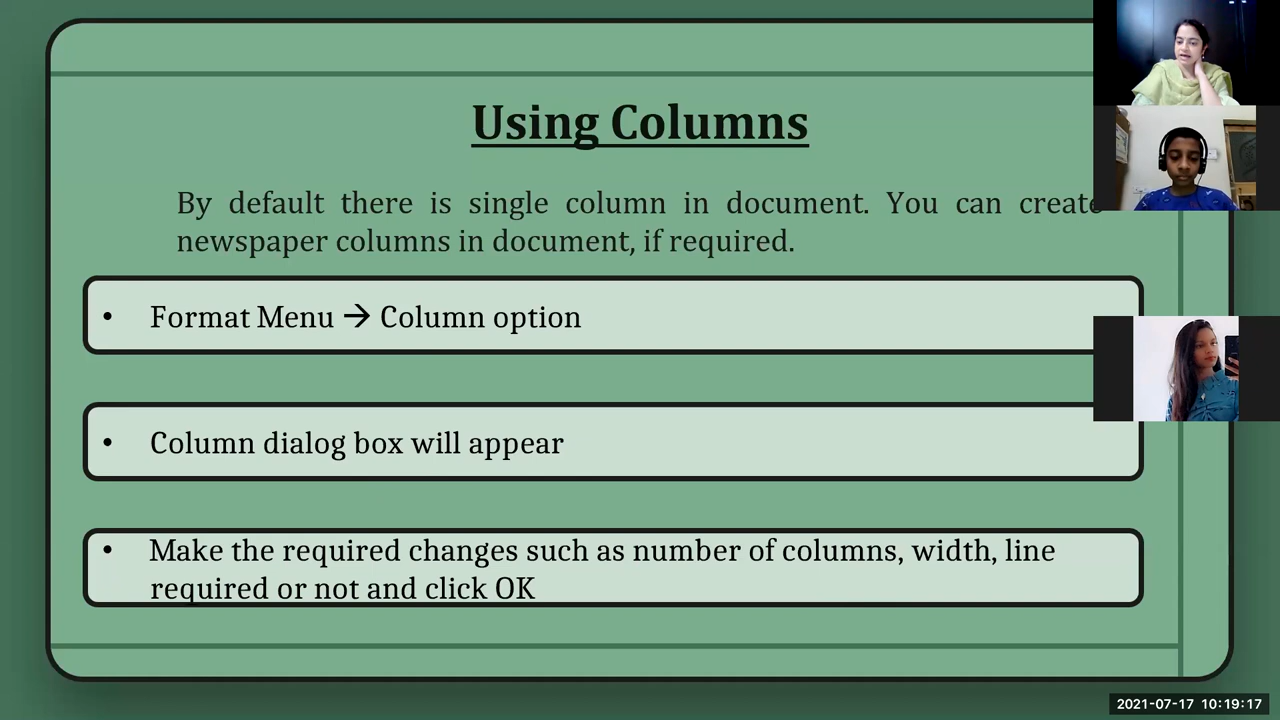 Using Columns
By default there is single column in document. You can create
newspaper columns in document, if required.
• Format Menu → Column option
• Column dialog box will appear
• Make the required changes such as number of columns, width, line
required or not and click OK
2021-07-17 10:19:17